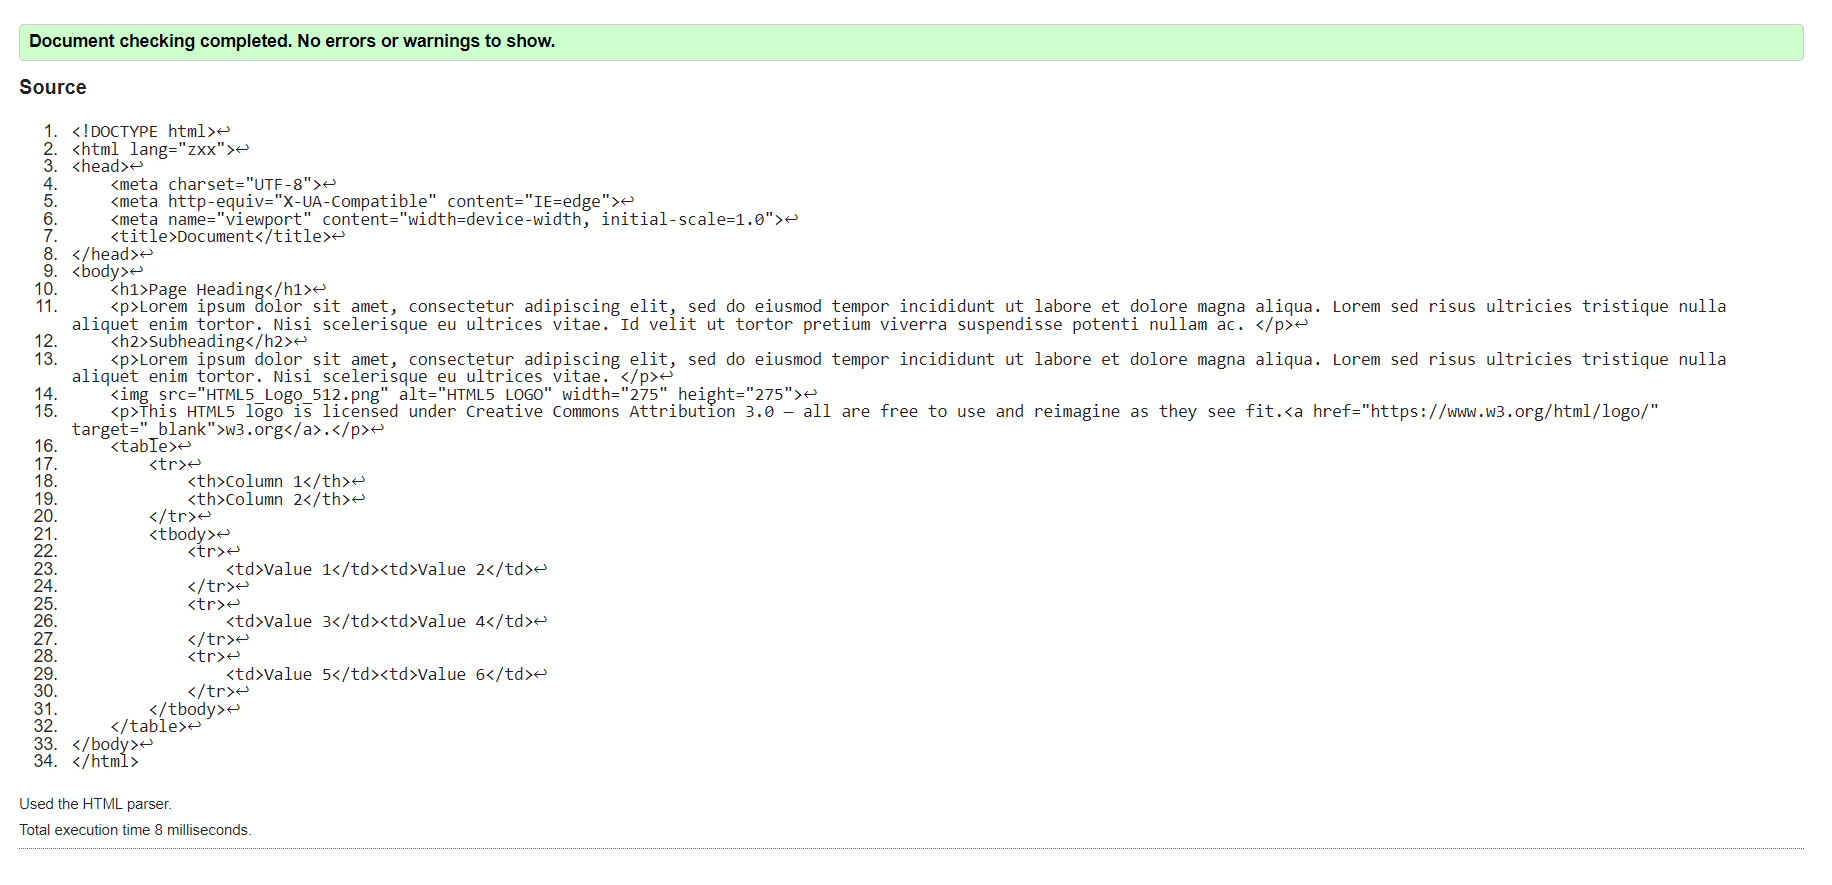 Document checking completed. No errors or warnings to show.
Source
1. <!DOCTYPE html>↩
2. <html lang="zxx">↩
3. <head>↩
4.     <meta charset="UTF-8">↩
5.     <meta http-equiv="X-UA-Compatible" content="IE=edge">↩
6.     <meta name="viewport" content="width=device-width, initial-scale=1.0">↩
7.     <title>Document</title>↩
8. </head>↩
9. <body>↩
10.     <h1>Page Heading</h1>↩
11.     <p>Lorem ipsum dolor sit amet, consectetur adipiscing elit, sed do eiusmod tempor incididunt ut labore et dolore magna aliqua. Lorem sed risus ultricies tristique nulla
aliquet enim tortor. Nisi scelerisque eu ultrices vitae. Id velit ut tortor pretium viverra suspendisse potenti nullam ac. </p>↩
12.     <h2>Subheading</h2>↩
13.     <p>Lorem ipsum dolor sit amet, consectetur adipiscing elit, sed do eiusmod tempor incididunt ut labore et dolore magna aliqua. Lorem sed risus ultricies tristique nulla
aliquet enim tortor. Nisi scelerisque eu ultrices vitae. </p>↩
14.     <img src="HTML5_Logo_512.png" alt="HTML5 LOGO" width="275" height="275">↩
15.     <p>This HTML5 logo is licensed under Creative Commons Attribution 3.0 – all are free to use and reimagine as they see fit.<a href="https://www.w3.org/html/logo/"
target="_blank">w3.org</a>.</p>↩
16.     <table>↩
17.         <tr>↩
18.             <th>Column 1</th>↩
19.             <th>Column 2</th>↩
20.         </tr>↩
21.         <tbody>↩
22.             <tr>↩
23.                 <td>Value 1</td><td>Value 2</td>↩
24.             </tr>↩
25.             <tr>↩
26.                 <td>Value 3</td><td>Value 4</td>↩
27.             </tr>↩
28.             <tr>↩
29.                 <td>Value 5</td><td>Value 6</td>↩
30.             </tr>↩
31.         </tbody>↩
32.     </table>↩
33. </body>↩
34. </html>
Used the HTML parser.
Total execution time 8 milliseconds.